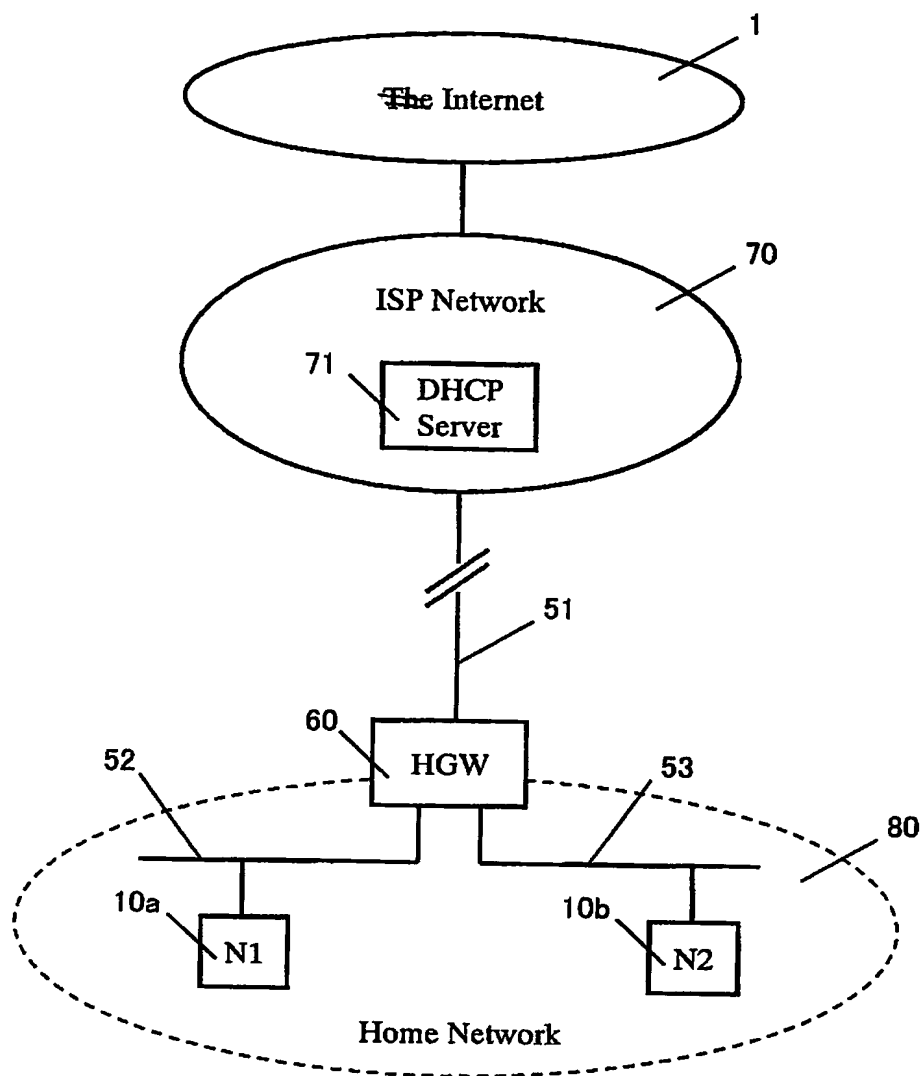 1
The Internet
70
ISP Network
71
DHCP
Server
51
60
HGW
52
53
80
10a
N1
10b
N2
Home Network